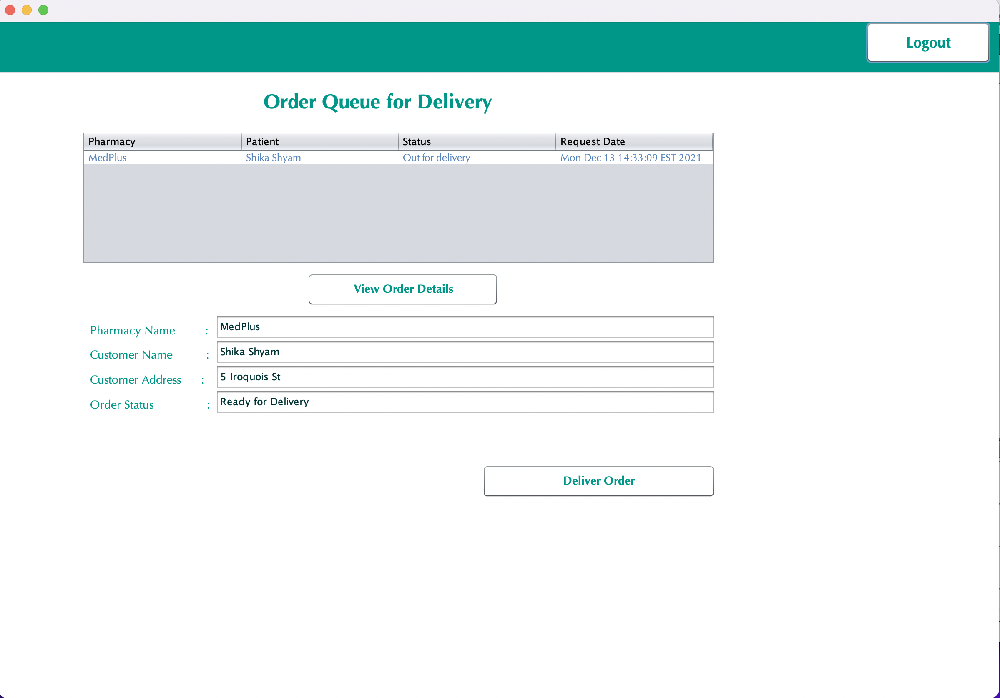 Logout
Order Queue for Delivery
Pharmacy Patient Status Request Date
MedPlus Shika Shyam Out for delivery Mon Dec 13 14:33:09 EST 2021
View Order Details
Pharmacy Name : MedPlus
Customer Name : Shika Shyam
Customer Address : 5 Iroquois St
Order Status : Ready for Delivery
Deliver Order